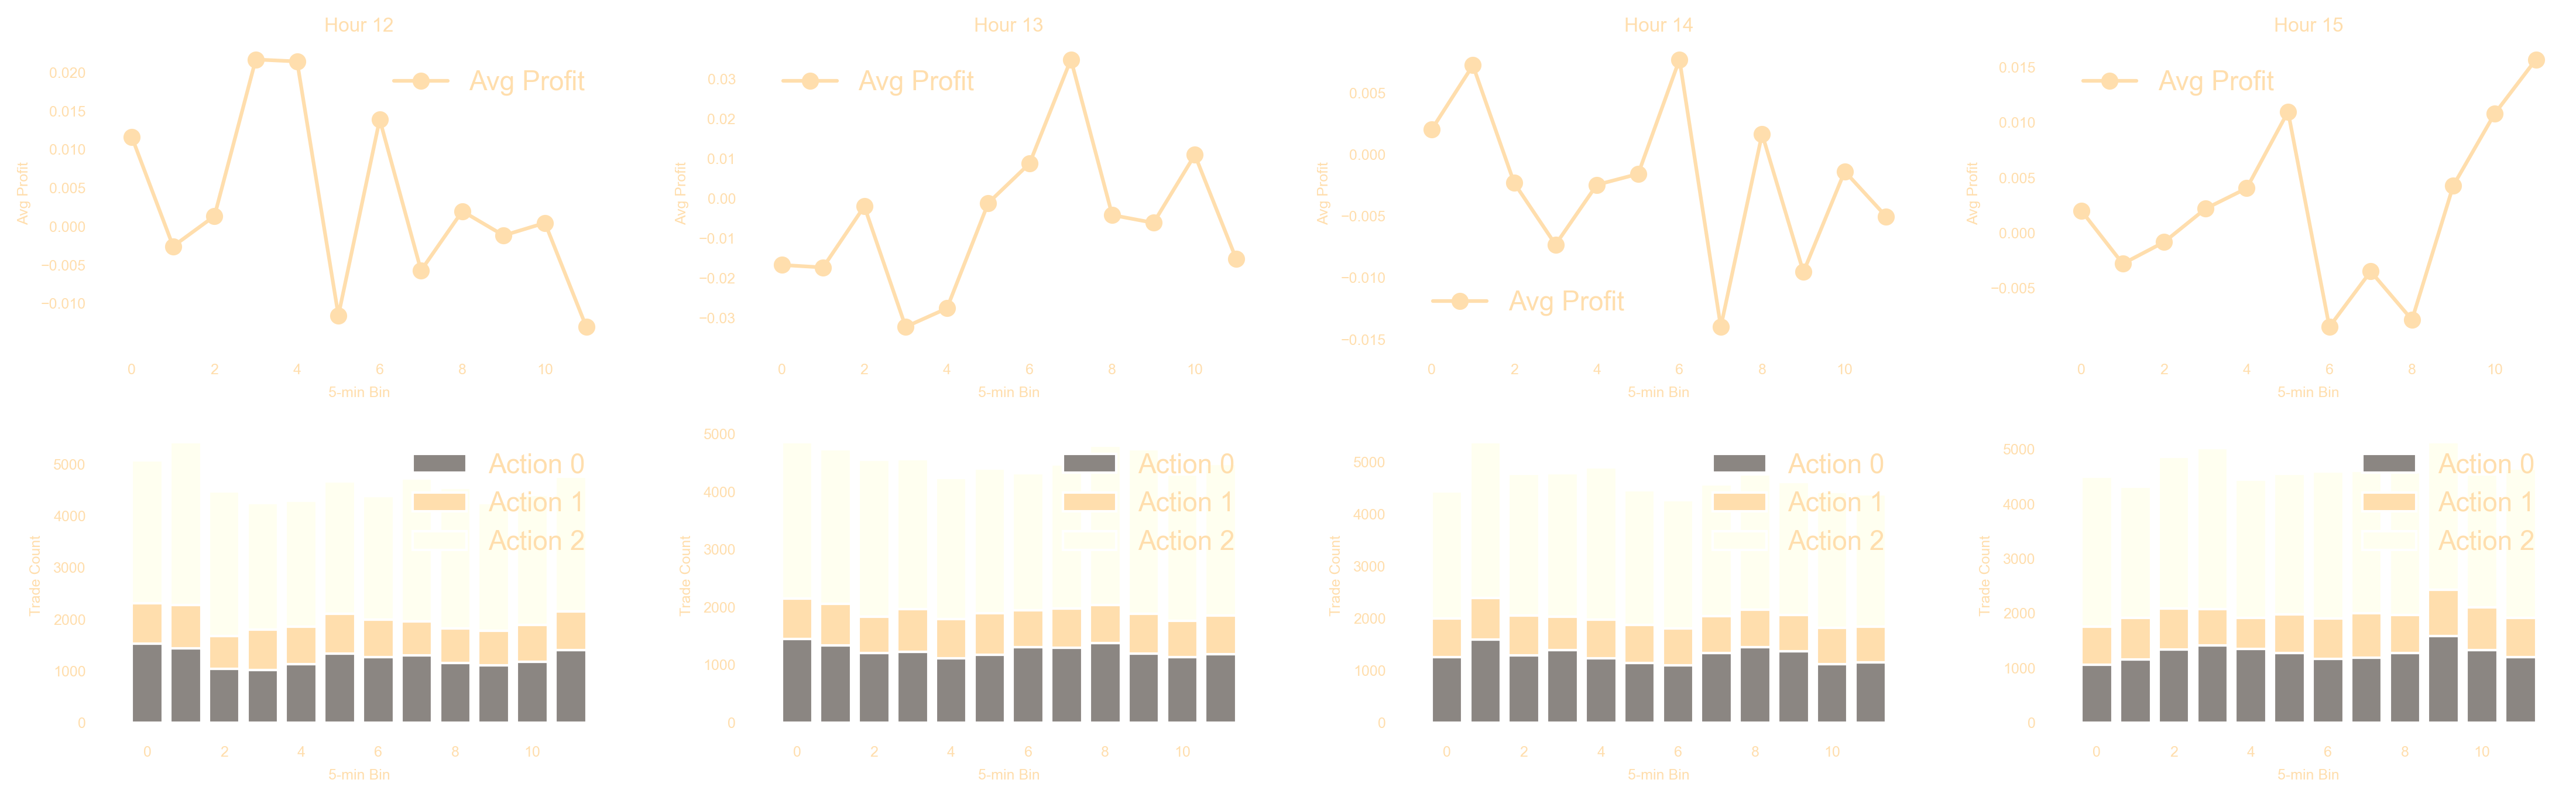 Hour 12
Avg Profit
0.020
0.015
0.010
0.005
0.000
−0.005
−0.010
Avg Profit
0 2 4 6 8 10
5-min Bin
Hour 13
Avg Profit
0.03
0.02
0.01
0.00
−0.01
−0.02
−0.03
Avg Profit
0 2 4 6 8 10
5-min Bin
Hour 14
Avg Profit
0.005
0.000
−0.005
−0.010
−0.015
Avg Profit
0 2 4 6 8 10
5-min Bin
Hour 15
Avg Profit
0.015
0.010
0.005
0.000
−0.005
Avg Profit
0 2 4 6 8 10
5-min Bin
Trade Count
5000
4000
3000
2000
1000
0
Action 0
Action 1
Action 2
0 2 4 6 8 10
5-min Bin
Trade Count
5000
4000
3000
2000
1000
0
Action 0
Action 1
Action 2
0 2 4 6 8 10
5-min Bin
Trade Count
5000
4000
3000
2000
1000
0
Action 0
Action 1
Action 2
0 2 4 6 8 10
5-min Bin
Trade Count
5000
4000
3000
2000
1000
0
Action 0
Action 1
Action 2
0 2 4 6 8 10
5-min Bin